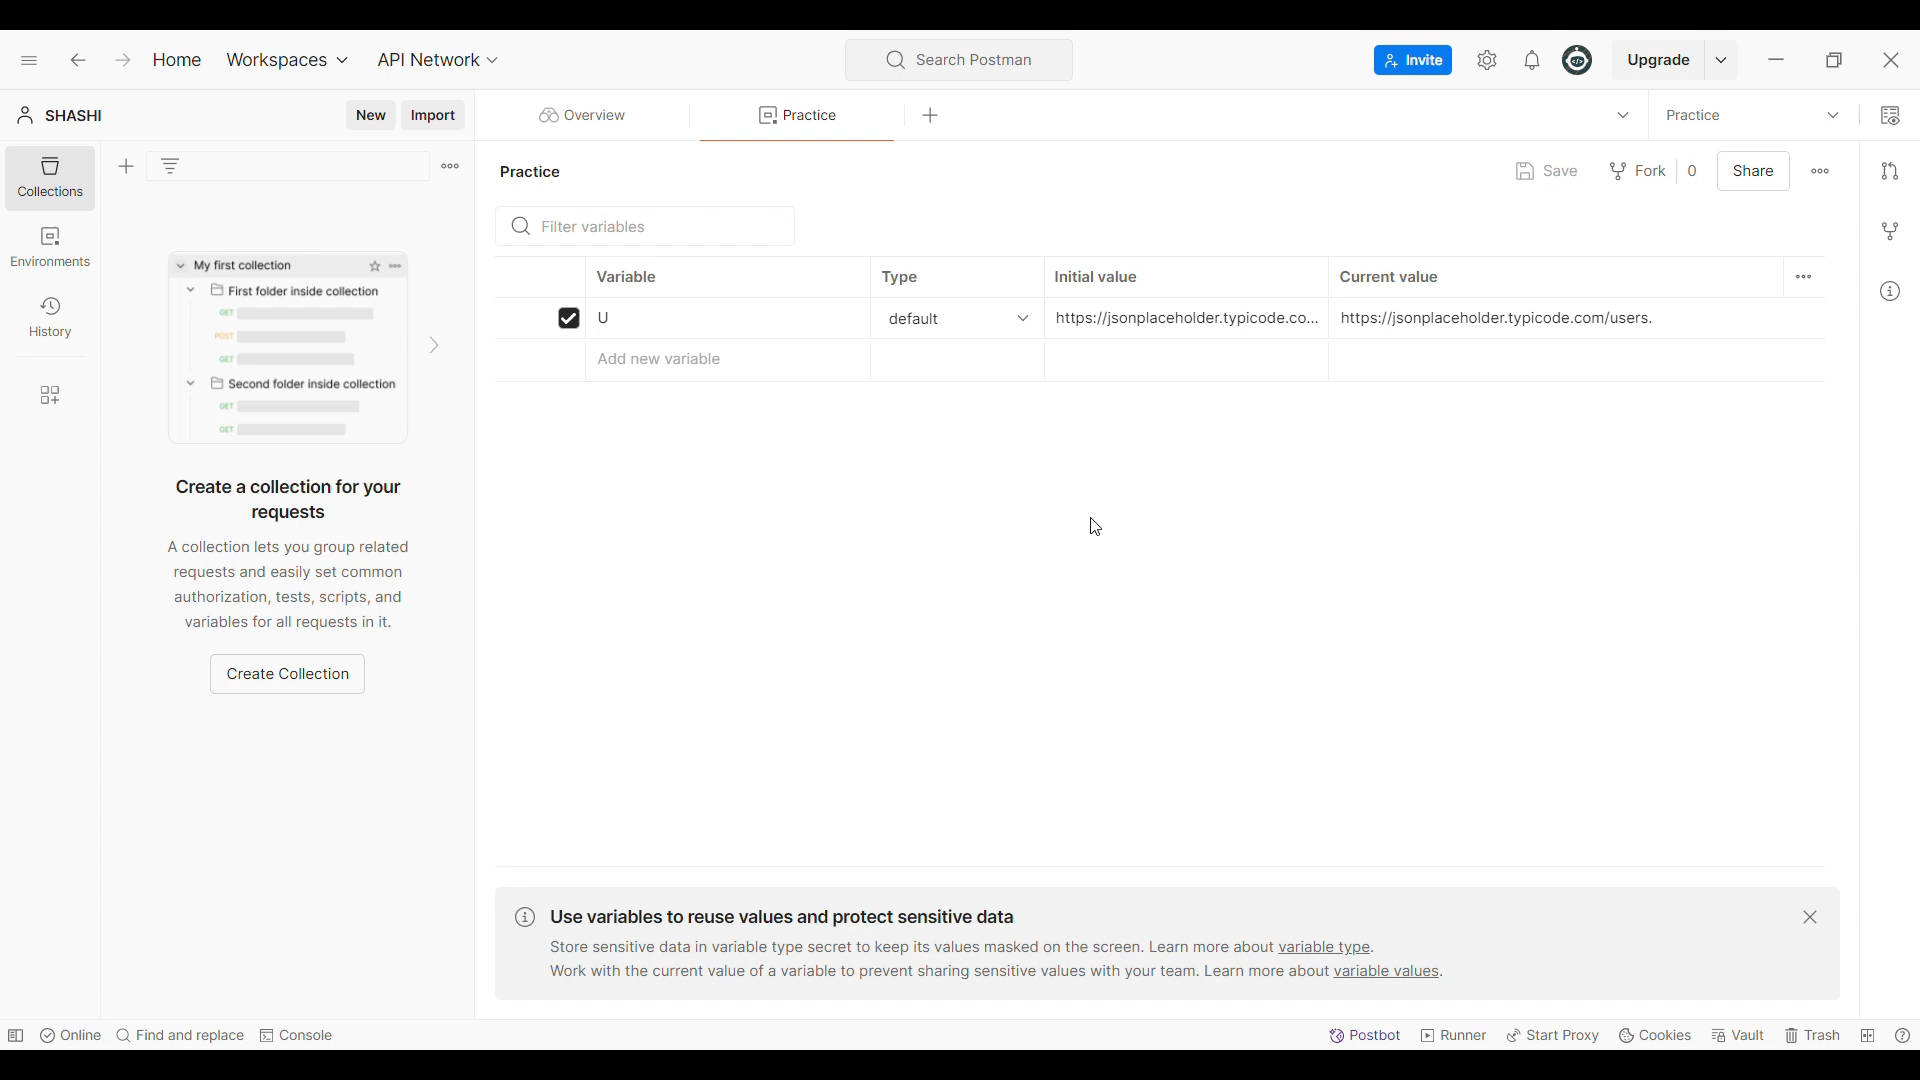 Home Workspaces API Network Search Postman Invite Upgrade
SHASHI New Import Overview Practice Practice
Collections
Environments
History
My first collection
First folder inside collection
GET
POST
GET
Second folder inside collection
GET
GET
Create a collection for your
requests
A collection lets you group related
requests and easily set common
authorization, tests, scripts, and
variables for all requests in it.
Create Collection
Practice Save Fork 0 Share
Filter variables
Variable Type Initial value Current value
U default https://jsonplaceholder.typicode.co... https://jsonplaceholder.typicode.com/users.
Add new variable
Use variables to reuse values and protect sensitive data
Store sensitive data in variable type secret to keep its values masked on the screen. Learn more about variable type.
Work with the current value of a variable to prevent sharing sensitive values with your team. Learn more about variable values.
Online Find and replace Console Postbot Runner Start Proxy Cookies Vault Trash